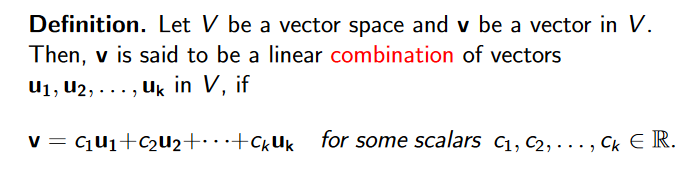 Definition. Let V be a vector space and v be a vector in V.
Then, v is said to be a linear combination of vectors
u₁, u₂, . . . , uₖ in V, if
v = c₁u₁+c₂u₂+· · ·+cₖuₖ for some scalars c₁, c₂, . . . , cₖ ∈ ℝ.